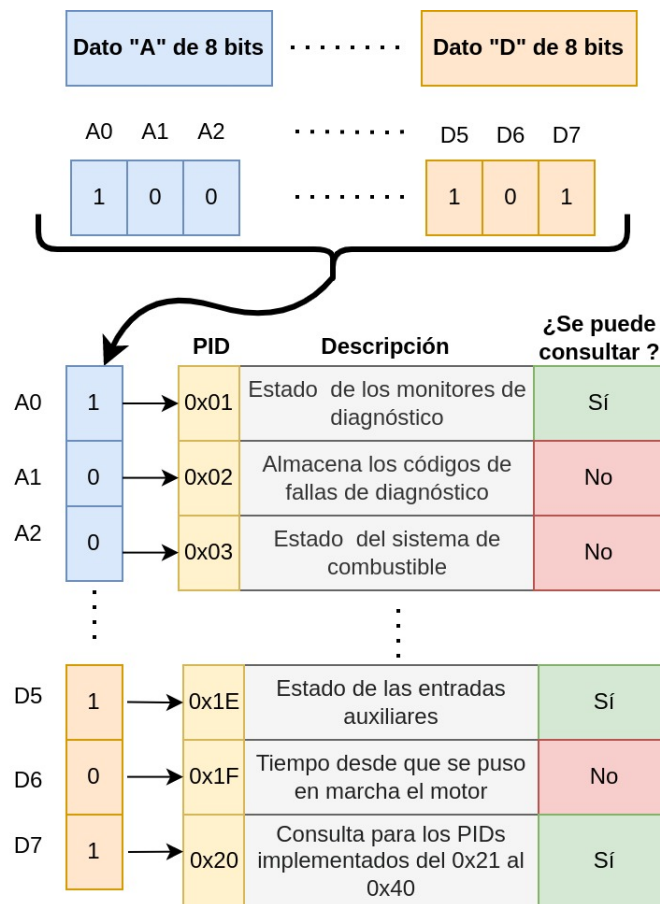 Dato "A" de 8 bits
Dato "D" de 8 bits
A0 A1 A2
D5 D6 D7
1 0 0
1 0 1
PID
Descripción
¿Se puede
consultar ?
A0
1
0x01
Estado de los monitores de
diagnóstico
Sí
A1
0
0x02
Almacena los códigos de
fallas de diagnóstico
No
A2
0
0x03
Estado del sistema de
combustible
No
D5
1
0x1E
Estado de las entradas
auxiliares
Sí
D6
0
0x1F
Tiempo desde que se puso
en marcha el motor
No
D7
1
0x20
Consulta para los PIDs
implementados del 0x21 al
0x40
Sí